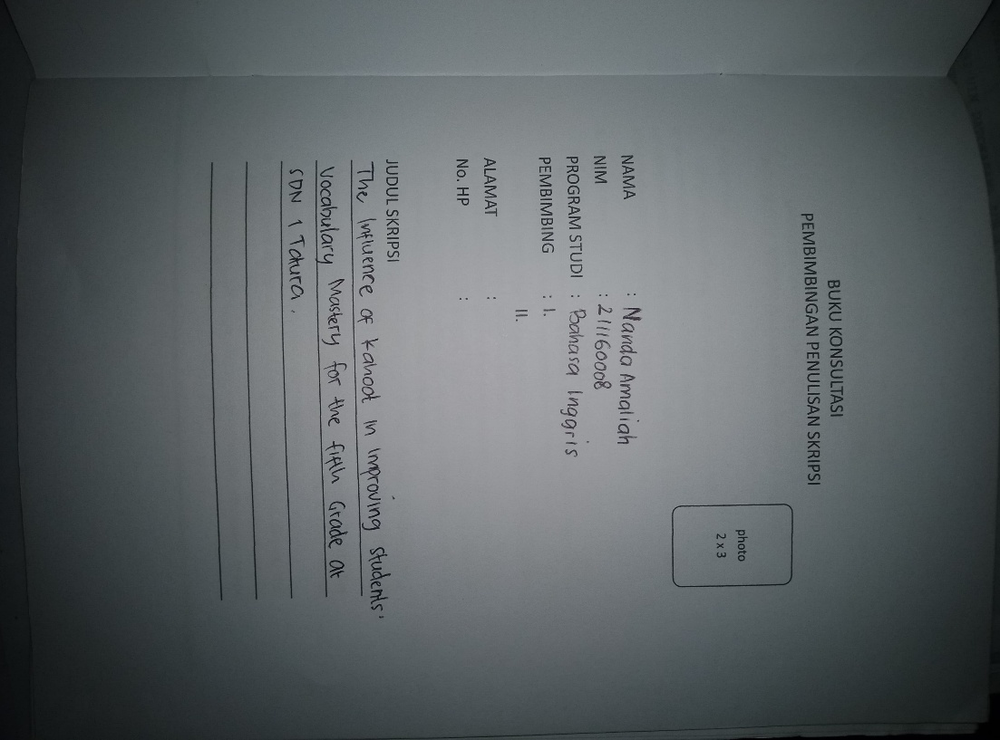 BUKU KONSULTASI
PEMBIMBINGAN PENULISAN SKRIPSI
photo
2 x 3
NAMA : Nanda Amaliah
NIM : 211160008
PROGRAM STUDI : Bahasa Inggris
PEMBIMBING : I.
II.
ALAMAT :
No. HP :
JUDUL SKRIPSI
The Influence of Kahoot in Improving Students'
Vocabulary Mastery for the fifth Grade at
SDN 1 Tatura.